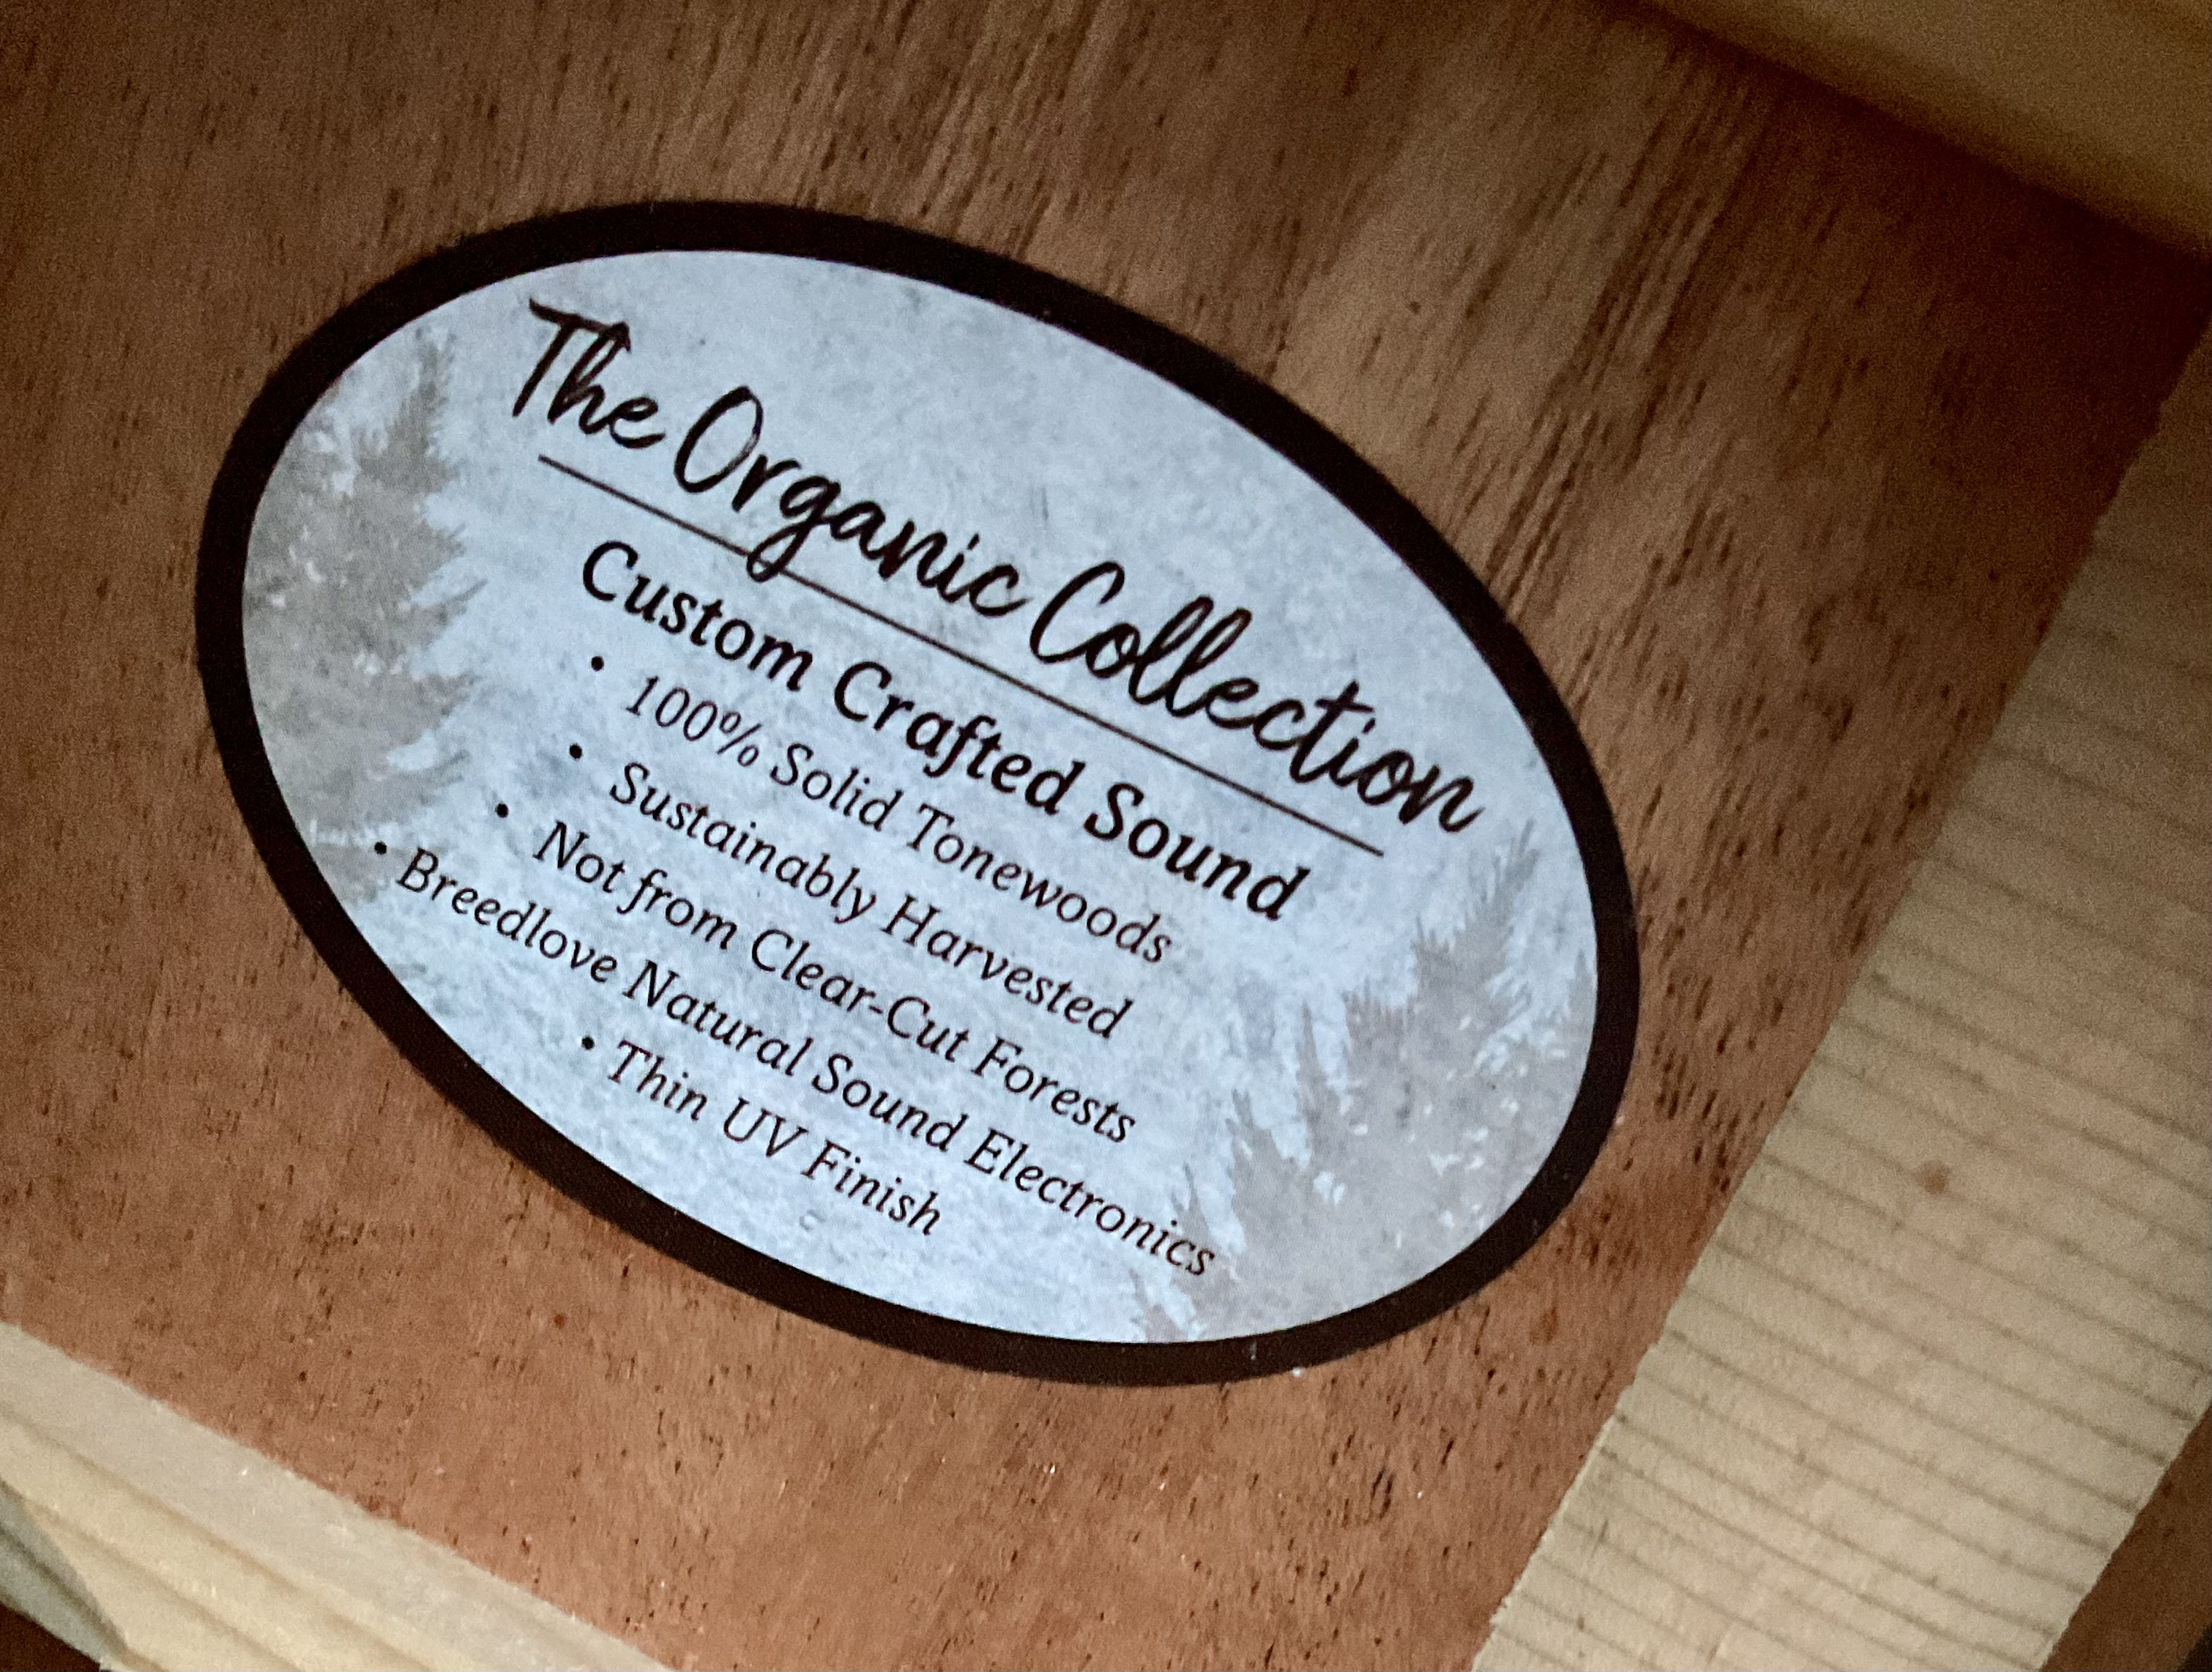 The Organic Collection
Custom Crafted Sound
• 100% Solid Tonewoods
• Sustainably Harvested
• Not from Clear-Cut Forests
• Breedlove Natural Sound Electronics
• Thin UV Finish